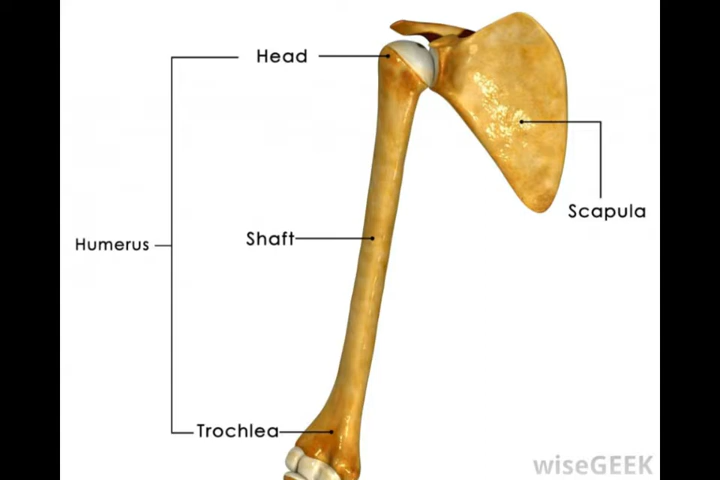 Head
Scapula
Shaft
Humerus
Trochlea
wiseGEEK